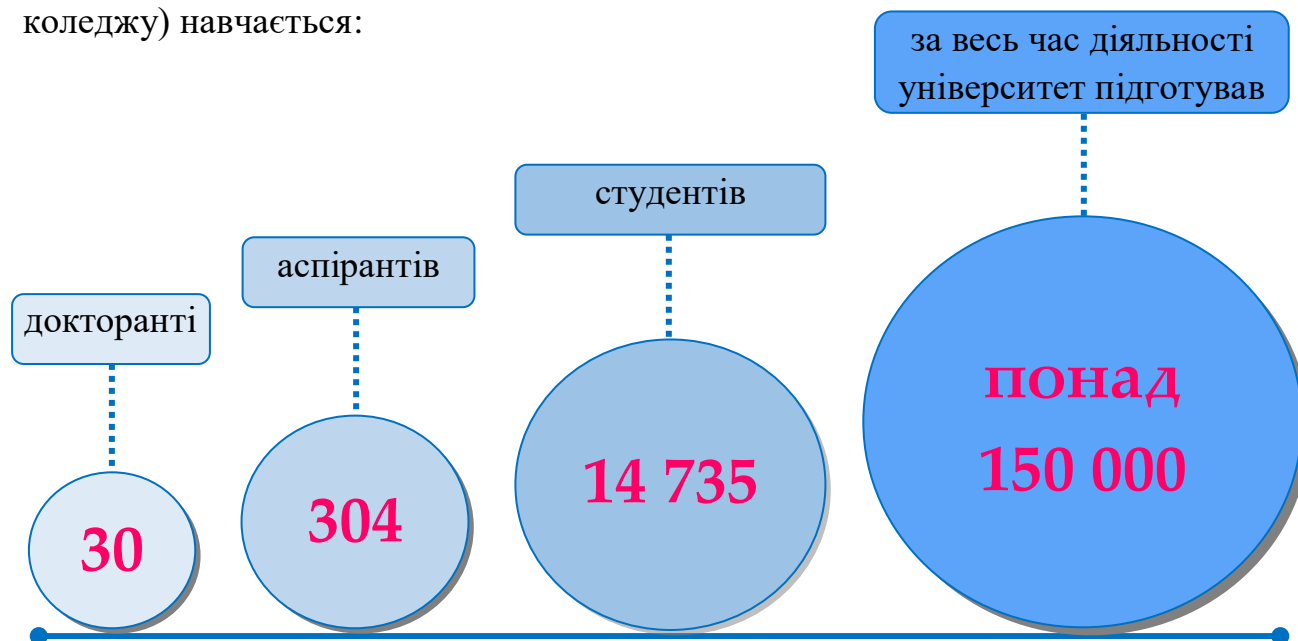 коледжу) навчається:
за весь час діяльності
університет підготував
студентів
аспірантів
докторанті
понад
150 000
14 735
304
30